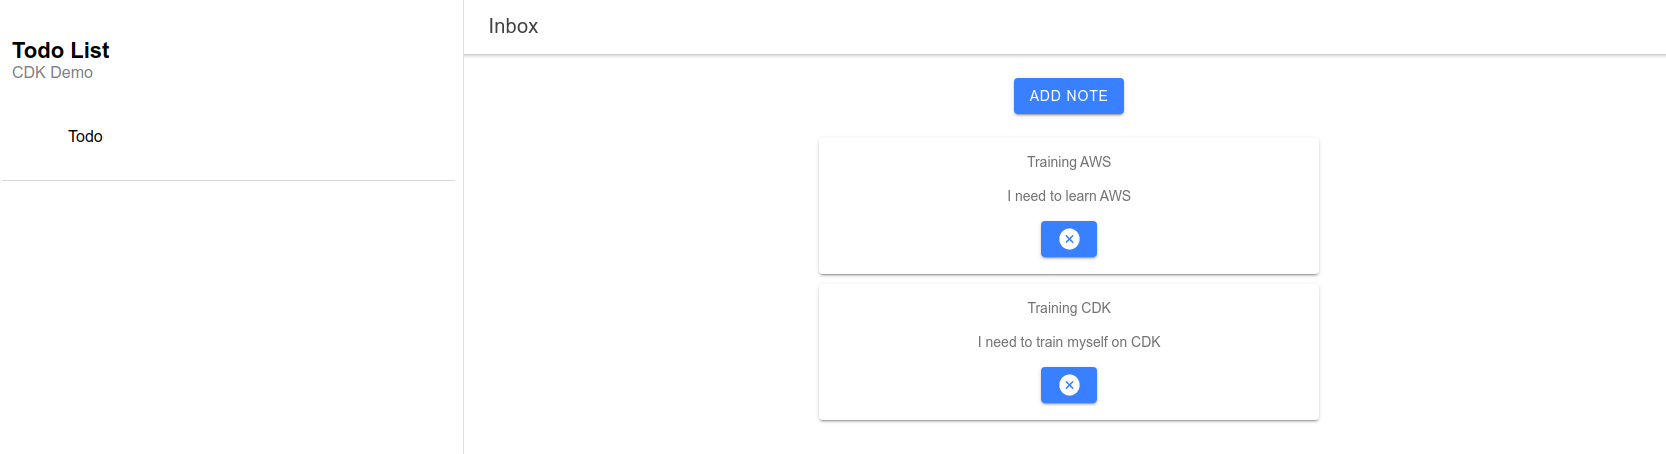 Todo List
CDK Demo
Todo
Inbox
ADD NOTE
Training AWS
I need to learn AWS
Training CDK
I need to train myself on CDK